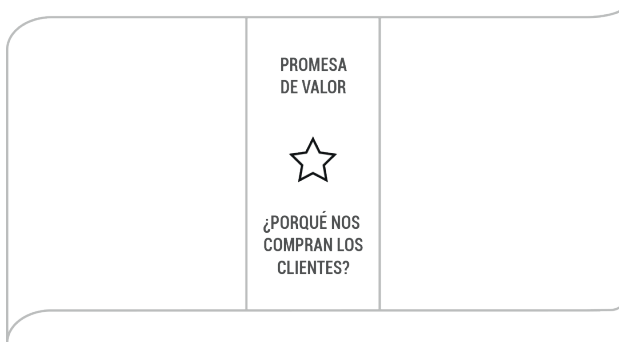 PROMESA
DE VALOR
¿PORQUÉ NOS
COMPRAN LOS
CLIENTES?